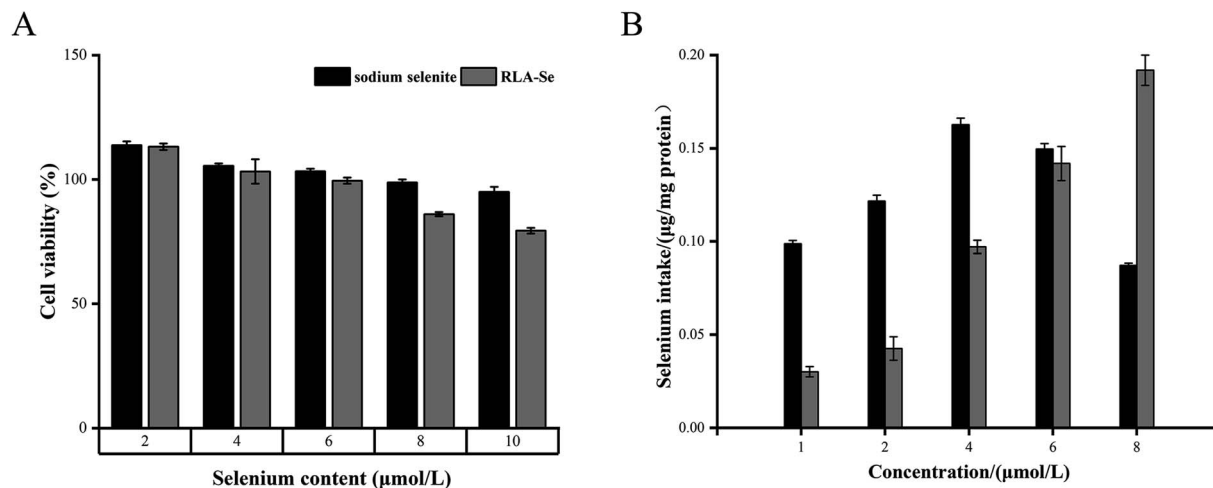 A
150
100
50
0
Cell viability (%)
sodium selenite
RLA-Se
2
4
6
8
10
Selenium content (μmol/L)
B
0.20
0.15
0.10
0.05
0.00
Selenium intake/(μg/mg protein）
1
2
4
6
8
Concentration/(μmol/L)